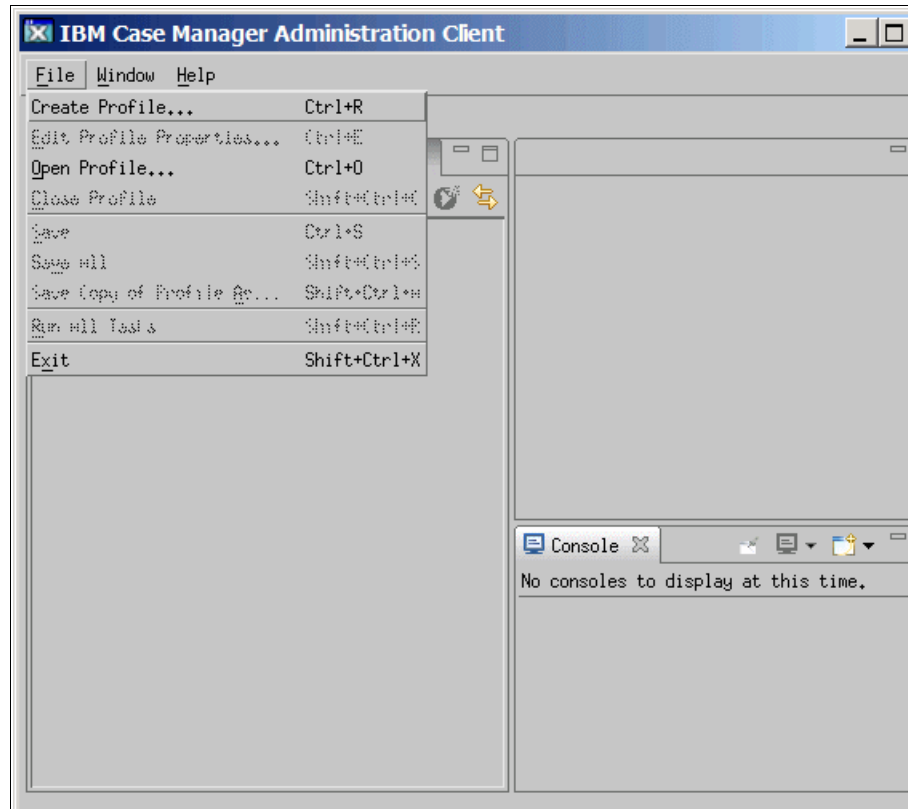 IBM Case Manager Administration Client
File Window Help
Create Profile... Ctrl+R
Edit Profile Properties... Ctrl+E
Open Profile... Ctrl+O
Close Profile Shift+Ctrl+C
Save Ctrl+S
Save All Shift+Ctrl+S
Save Copy of Profile As... Shift+Ctrl+A
Run All Tasks Shift+Ctrl+R
Exit Shift+Ctrl+X
Console
No consoles to display at this time.